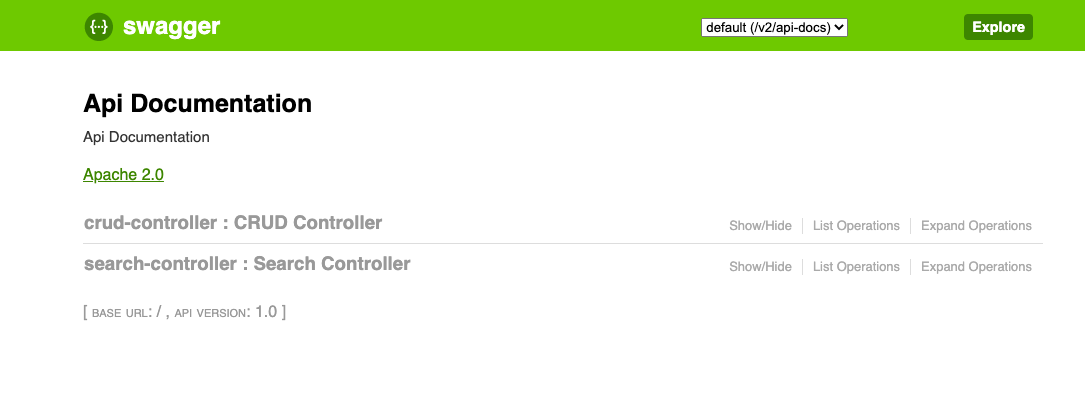 {···} swagger default (/v2/api-docs) Explore
Api Documentation
Api Documentation
Apache 2.0
crud-controller : CRUD Controller Show/Hide List Operations Expand Operations
search-controller : Search Controller Show/Hide List Operations Expand Operations
[ BASE URL: / , API VERSION: 1.0 ]